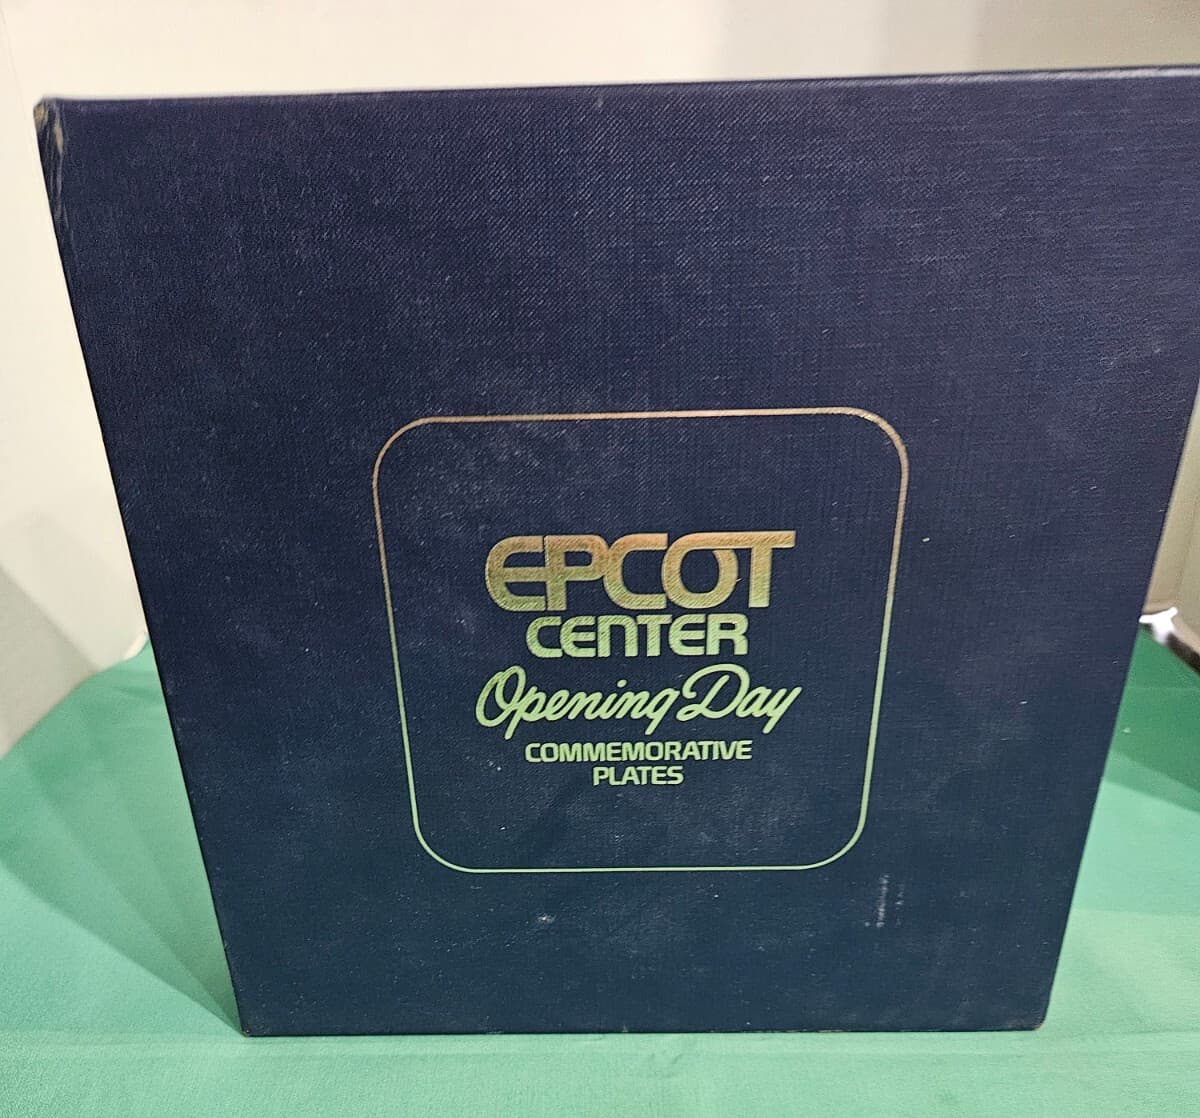 EPCOT
CENTER
Opening Day
COMMEMORATIVE
PLATES